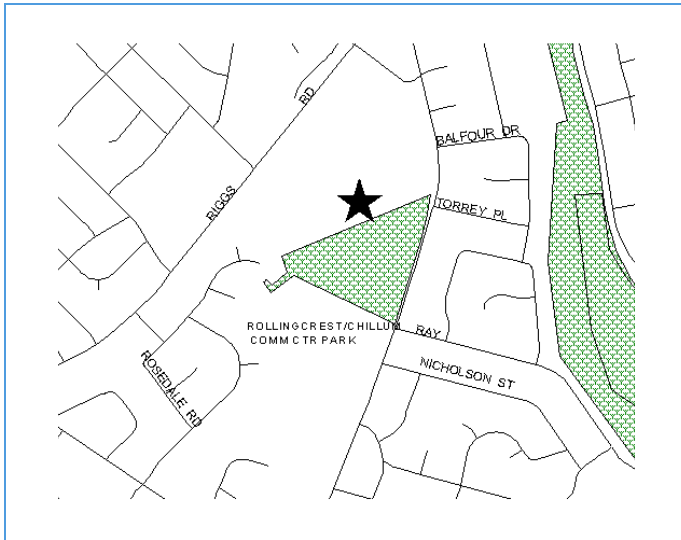 RIGGS RD
BALFOUR DR
TORREY PL
ROLLINGCREST/CHILLUM
COMM CTR PARK
RAY
NICHOLSON ST
ROSEDALE RD